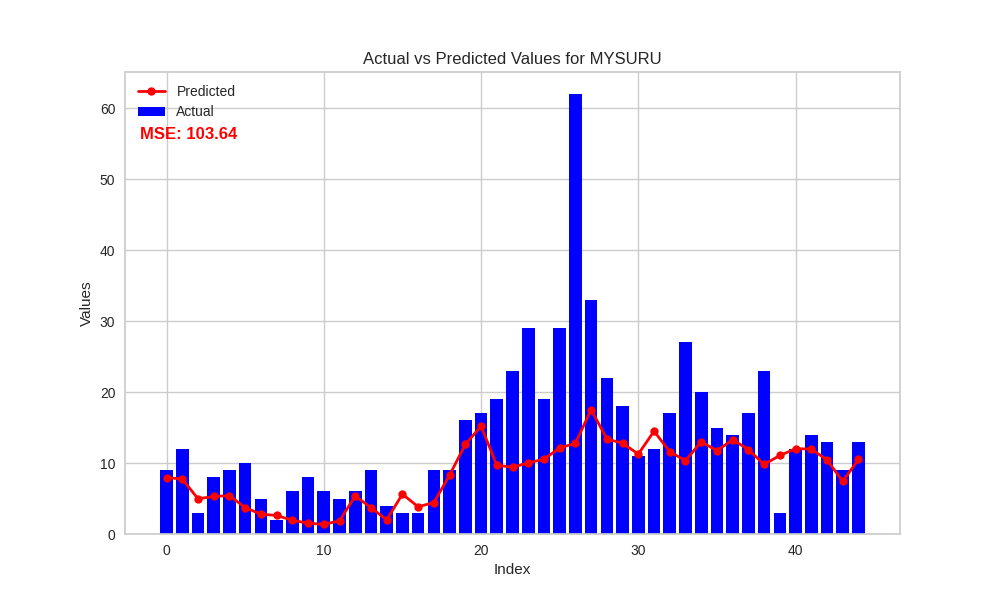 Actual vs Predicted Values for MYSURU
Predicted
Actual
MSE: 103.64
60
50
40
30
20
10
0
Values
0 10 20 30 40
Index